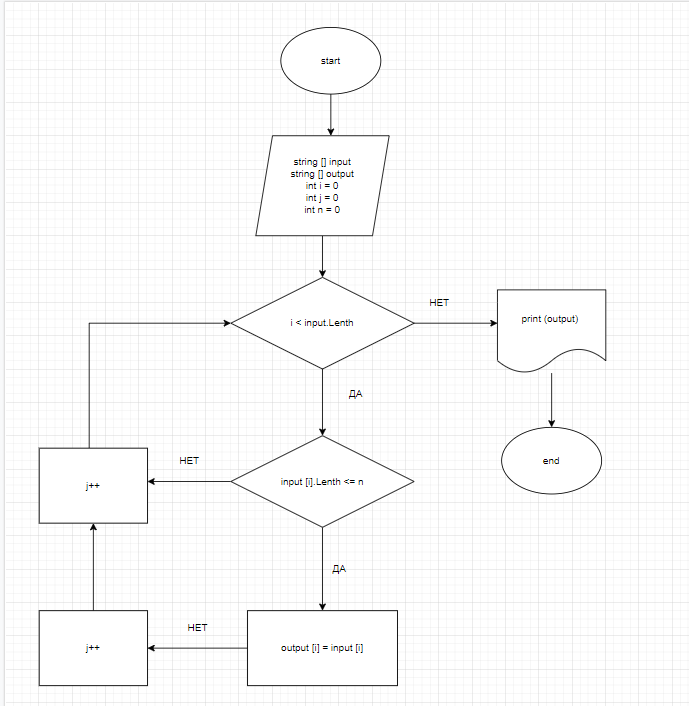 start
string [] input
string [] output
int i = 0
int j = 0
int n = 0
i < input.Lenth
НЕТ
print (output)
ДА
end
НЕТ
input [i].Lenth <= n
j++
ДА
НЕТ
output [i] = input [i]
j++